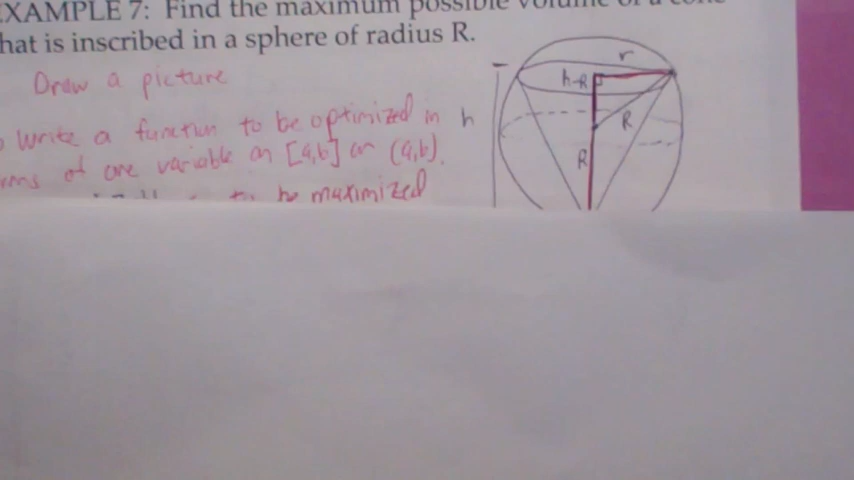 EXAMPLE 7: Find the maximum possible volume of a cone
hat is inscribed in a sphere of radius R.
Draw a picture
Write a function to be optimized in
of one variable on [a,b] or (a,b).
be maximized
h
r
h-R
R
R